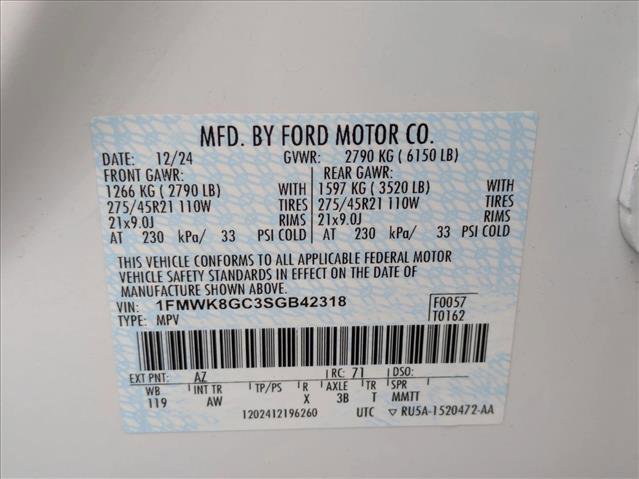 MFD. BY FORD MOTOR CO.
DATE: 12/24 GVWR: 2790 KG ( 6150 LB)
FRONT GAWR: REAR GAWR:
1266 KG ( 2790 LB) WITH 1597 KG ( 3520 LB) WITH
275/45R21 110W TIRES 275/45R21 110W TIRES
21x9.0J RIMS 21x9.0J RIMS
AT 230 kPa/ 33 PSI COLD AT 230 kPa/ 33 PSI COLD
THIS VEHICLE CONFORMS TO ALL APPLICABLE FEDERAL MOTOR
VEHICLE SAFETY STANDARDS IN EFFECT ON THE DATE OF
MANUFACTURE SHOWN ABOVE.
VIN: 1FMWK8GC3SGB42318 F0057
TYPE: MPV T0162
EXT PNT: AZ RC: 71 DSO:
WB INT TR TP/PS R AXLE TR SPR
119 AW X 3B T MMTT
1202412196260 UTC ▽ RU5A-1520472-AA